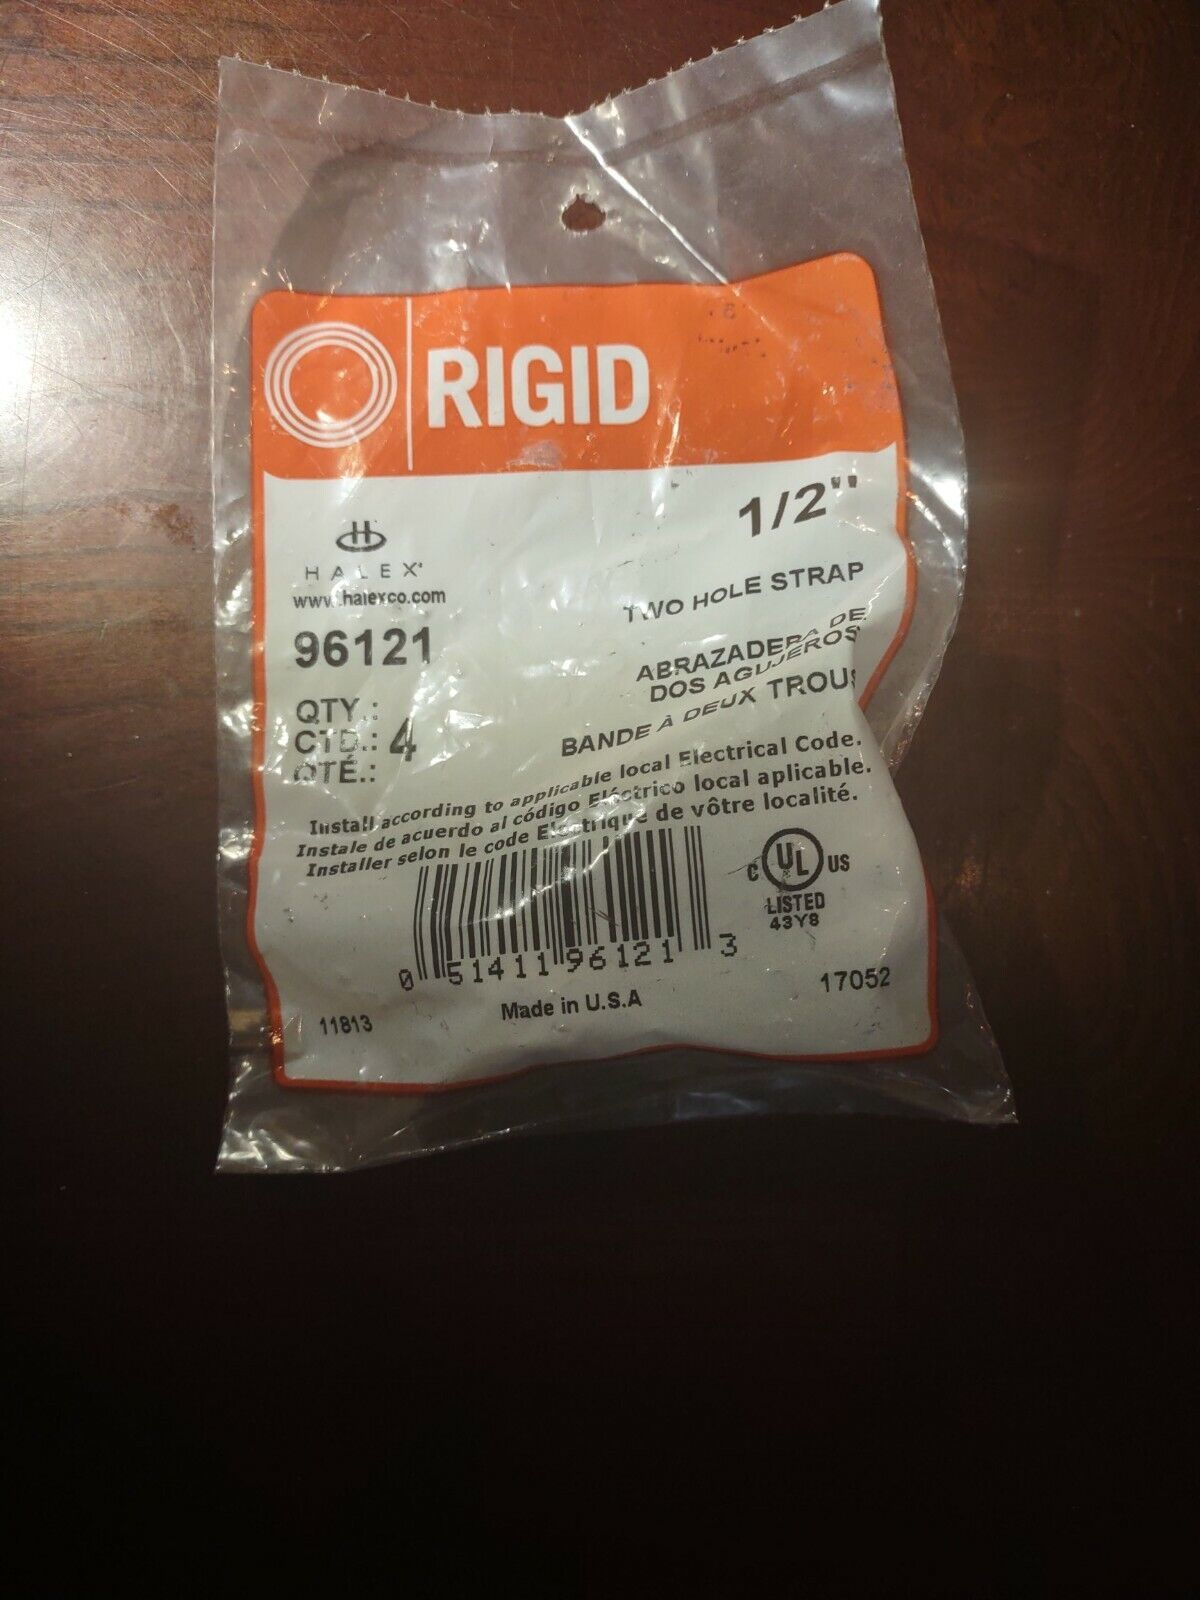 RIGID
1/2"
HALEX
www.halexco.com
96121
QTY.:
CTD.: 4
QTÉ.:
TWO HOLE STRAP
ABRAZADERA DE
DOS AGUJEROS
BANDE À DEUX TROUS
Install according to applicable local Electrical Code.
Instale de acuerdo al código Eléctrico local aplicable.
Installer selon le code Electrique de vôtre localité.
C UL US
LISTED
43Y8
0 51411 96121 3
Made in U.S.A
11813
17052